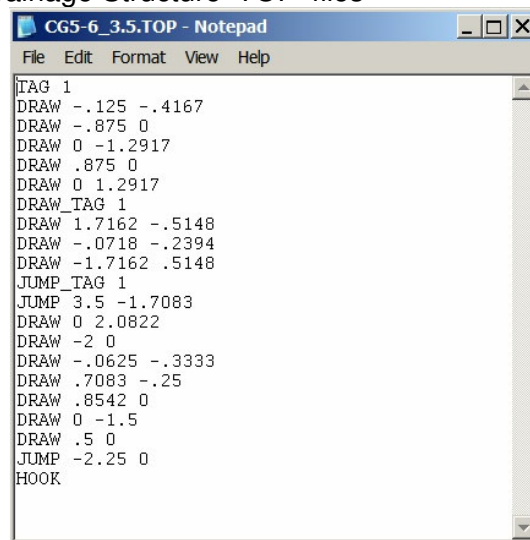 Structure TOP files
CG5-6_3.5.TOP - Notepad
File Edit Format View Help
TAG 1
DRAW -.125 -.4167
DRAW -.875 0
DRAW 0 -1.2917
DRAW .875 0
DRAW 0 1.2917
DRAW_TAG 1
DRAW 1.7162 -.5148
DRAW -.0718 -.2394
DRAW -1.7162 .5148
JUMP_TAG 1
JUMP 3.5 -1.7083
DRAW 0 2.0822
DRAW -2 0
DRAW -.0625 -.3333
DRAW .7083 -.25
DRAW .8542 0
DRAW 0 -1.5
DRAW .5 0
JUMP -2.25 0
HOOK